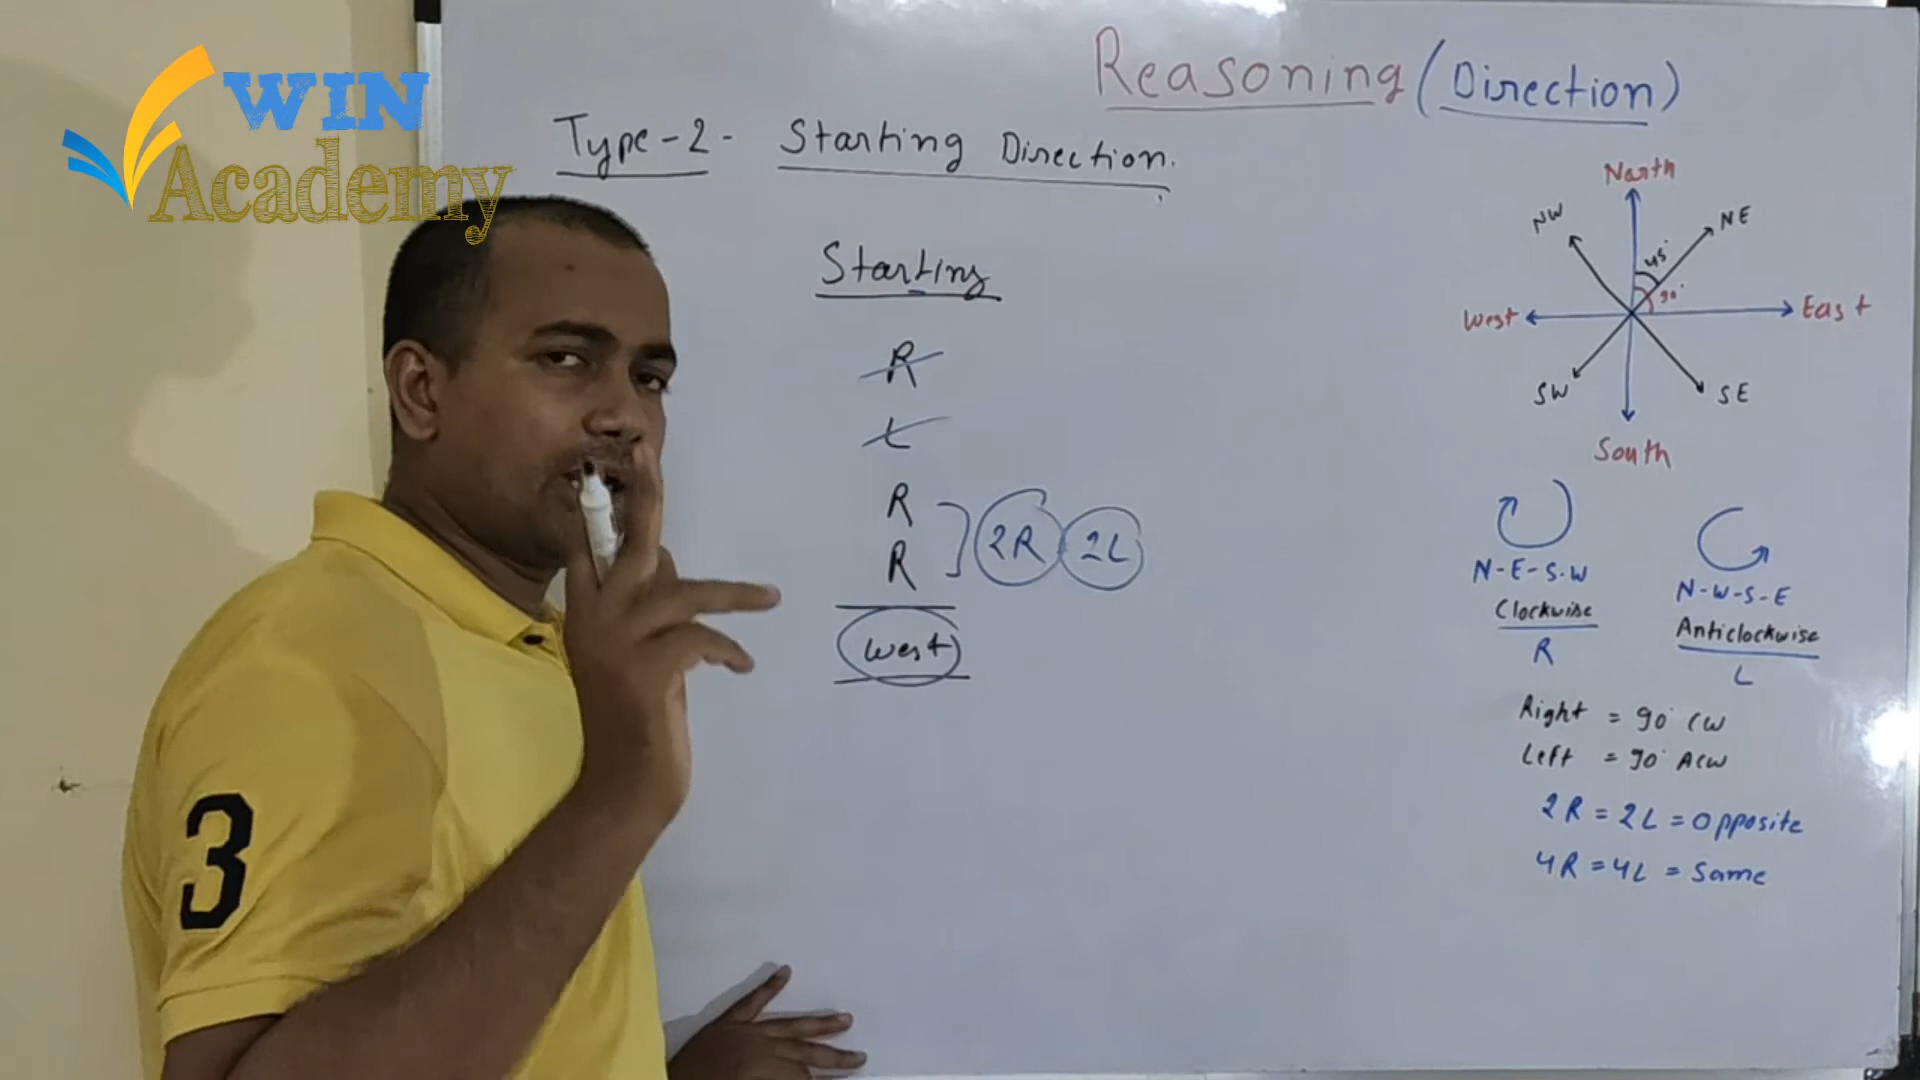 WIN
Academy
Reasoning (Direction)
Type-2- Starting Direction.
Starting
R
L
R
R
2R 2L
West
North
NW
NE
45°
90°
West
East
SW
SE
South
N-E-S-W
Clockwise
R
N-W-S-E
Anticlockwise
L
Right = 90° CW
Left = 90° ACW
2R = 2L = Opposite
4R = 4L = Same
3